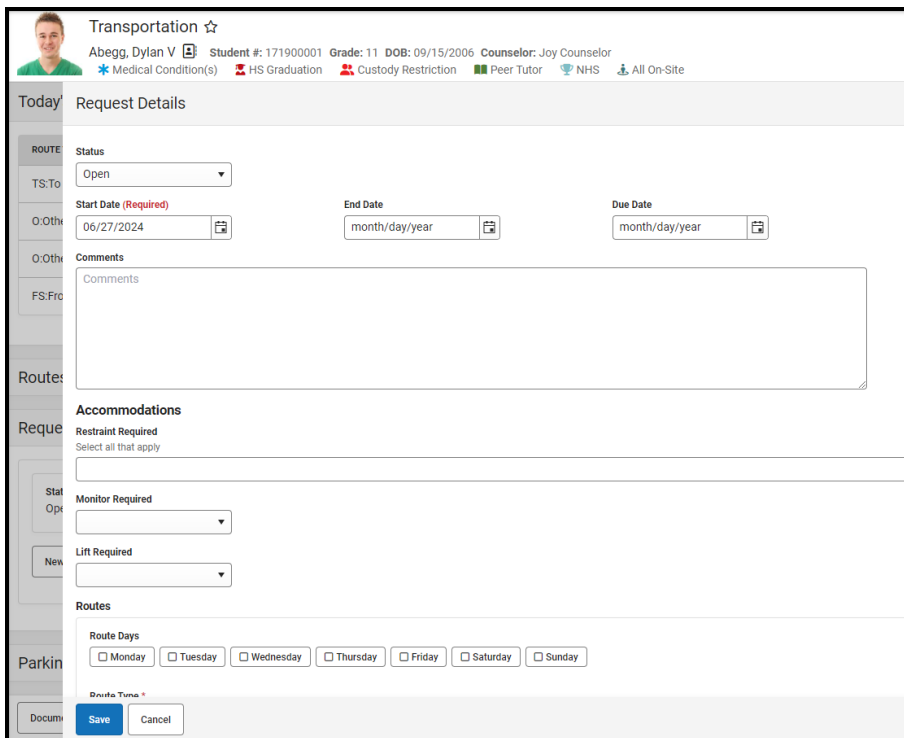 Transportation
Abegg, Dylan V Student #: 171900001 Grade: 11 DOB: 09/15/2006 Counselor: Joy Counselor
Medical Condition(s) HS Graduation Custody Restriction Peer Tutor NHS All On-Site
Today'
Request Details
ROUTE
Status
Open
TS:To
Start Date (Required) End Date Due Date
O:Othe
06/27/2024 month/day/year month/day/year
O:Othe
Comments
Comments
FS:Fro
Routes
Accommodations
Reque
Restraint Required
Select all that apply
Stat
Ope
Monitor Required
Lift Required
New
Routes
Route Days
Monday Tuesday Wednesday Thursday Friday Saturday Sunday
Parkin
Route Type *
Docum
Save Cancel